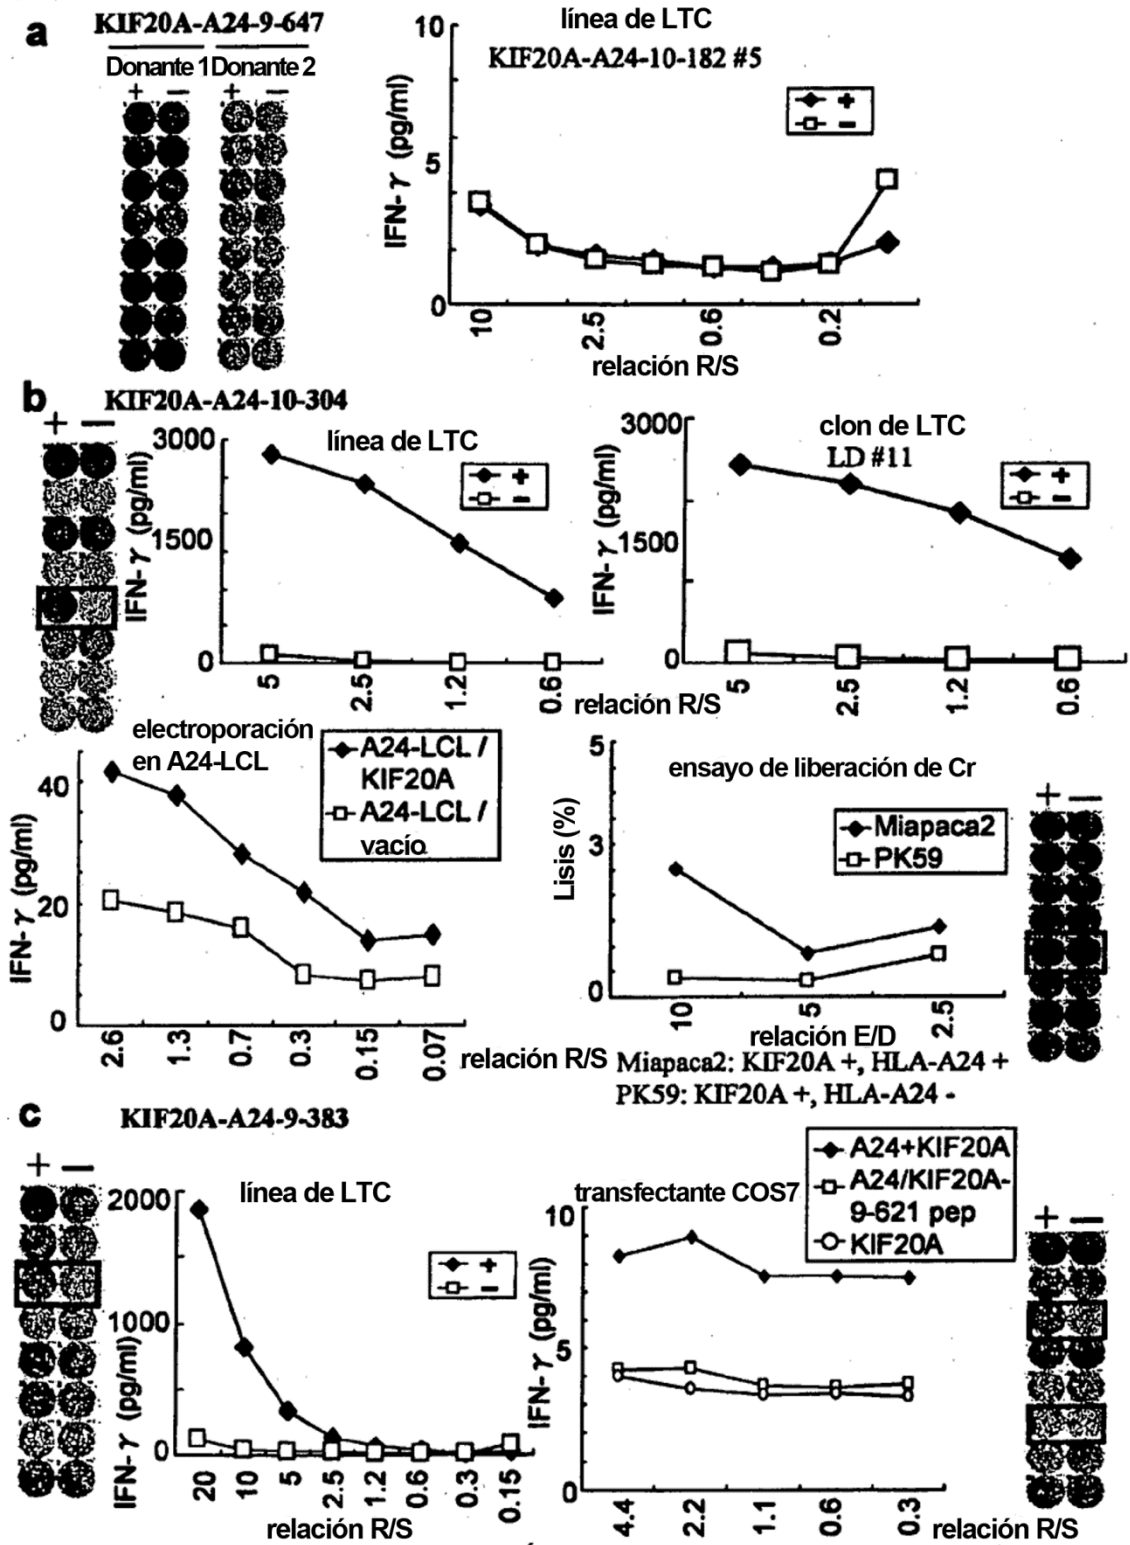 a
KIF20A-A24-9-647
Donante 1 Donante 2
+ − + −
línea de LTC
KIF20A-A24-10-182 #5
+
−
IFN-γ (pg/ml)
10
5
0
10 2.5 0.6 0.2
relación R/S
b
KIF20A-A24-10-304
+ −
línea de LTC
+
−
IFN-γ (pg/ml)
3000
1500
0
5 2.5 1.2 0.6
relación R/S
clon de LTC
LD #11
+
−
IFN-γ (pg/ml)
3000
1500
0
5 2.5 1.2 0.6
electroporación
en A24-LCL
A24-LCL /
KIF20A
A24-LCL /
vacío
IFN-γ (pg/ml)
40
20
0
2.6 1.3 0.7 0.3 0.15 0.07
relación R/S
ensayo de liberación de Cr
Miapaca2
PK59
Lisis (%)
5
3
0
10 5 2.5
relación E/D
+ −
Miapaca2: KIF20A +, HLA-A24 +
PK59: KIF20A +, HLA-A24 -
c
KIF20A-A24-9-383
+ −
línea de LTC
+
−
IFN-γ (pg/ml)
2000
1000
0
20 10 5 2.5 1.2 0.6 0.3 0.15
relación R/S
transfectante COS7
A24+KIF20A
A24/KIF20A-
9-621 pep
KIF20A
IFN-γ (pg/ml)
10
5
0
4.4 2.2 1.1 0.6 0.3
relación R/S
+ −